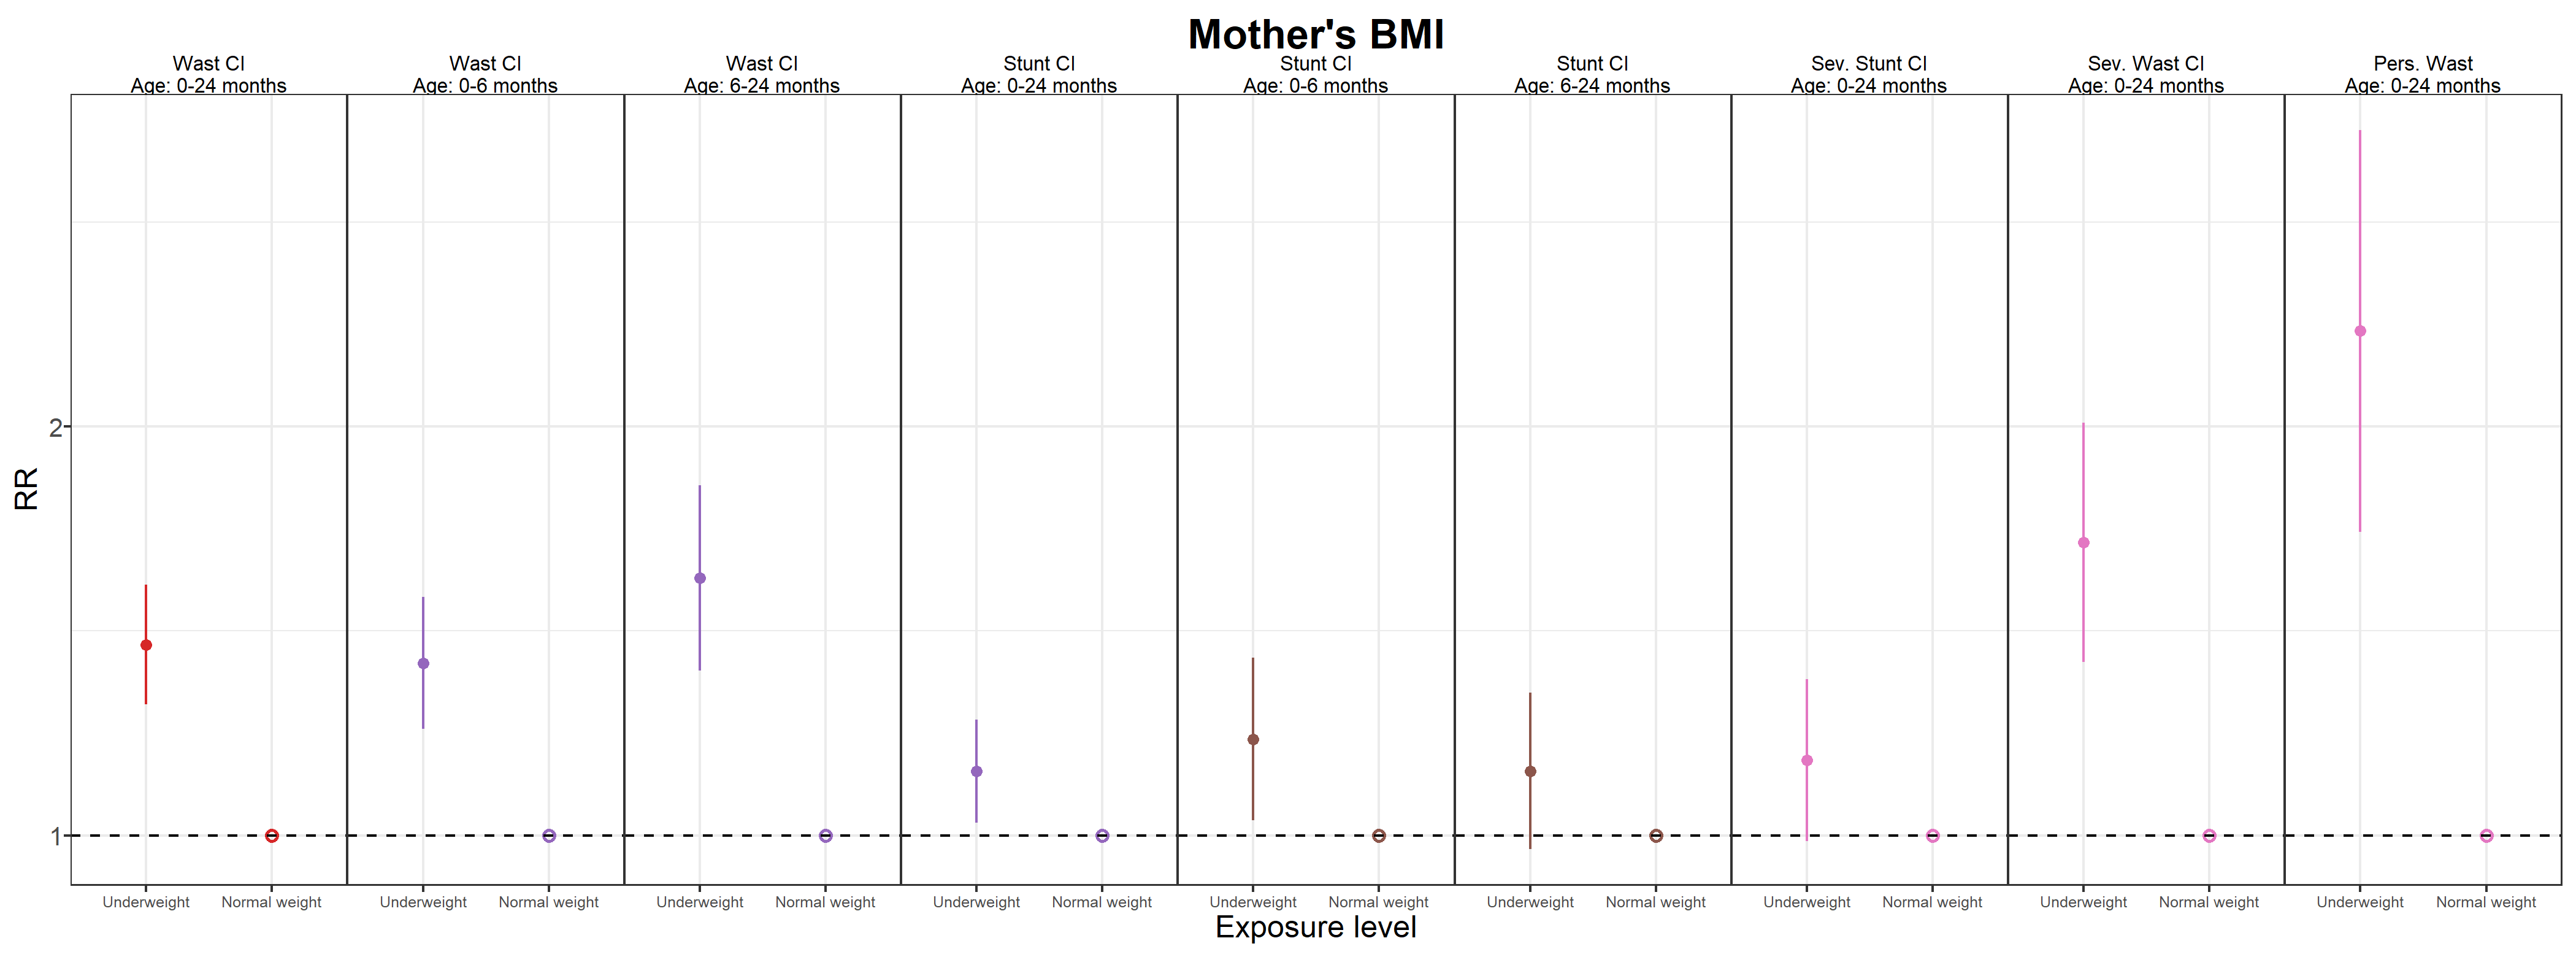 Mother's BMI
Wast CI
Age: 0-24 months
Wast CI
Age: 0-6 months
Wast CI
Age: 6-24 months
Stunt CI
Age: 0-24 months
Stunt CI
Age: 0-6 months
Stunt CI
Age: 6-24 months
Sev. Stunt CI
Age: 0-24 months
Sev. Wast CI
Age: 0-24 months
Pers. Wast
Age: 0-24 months
RR
2
1
Underweight Normal weight Underweight Normal weight Underweight Normal weight Underweight Normal weight Underweight Normal weight Underweight Normal weight Underweight Normal weight Underweight Normal weight Underweight Normal weight
Exposure level